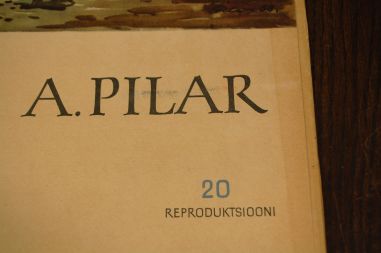 A. PILAR
20
REPRODUKTSIOONI